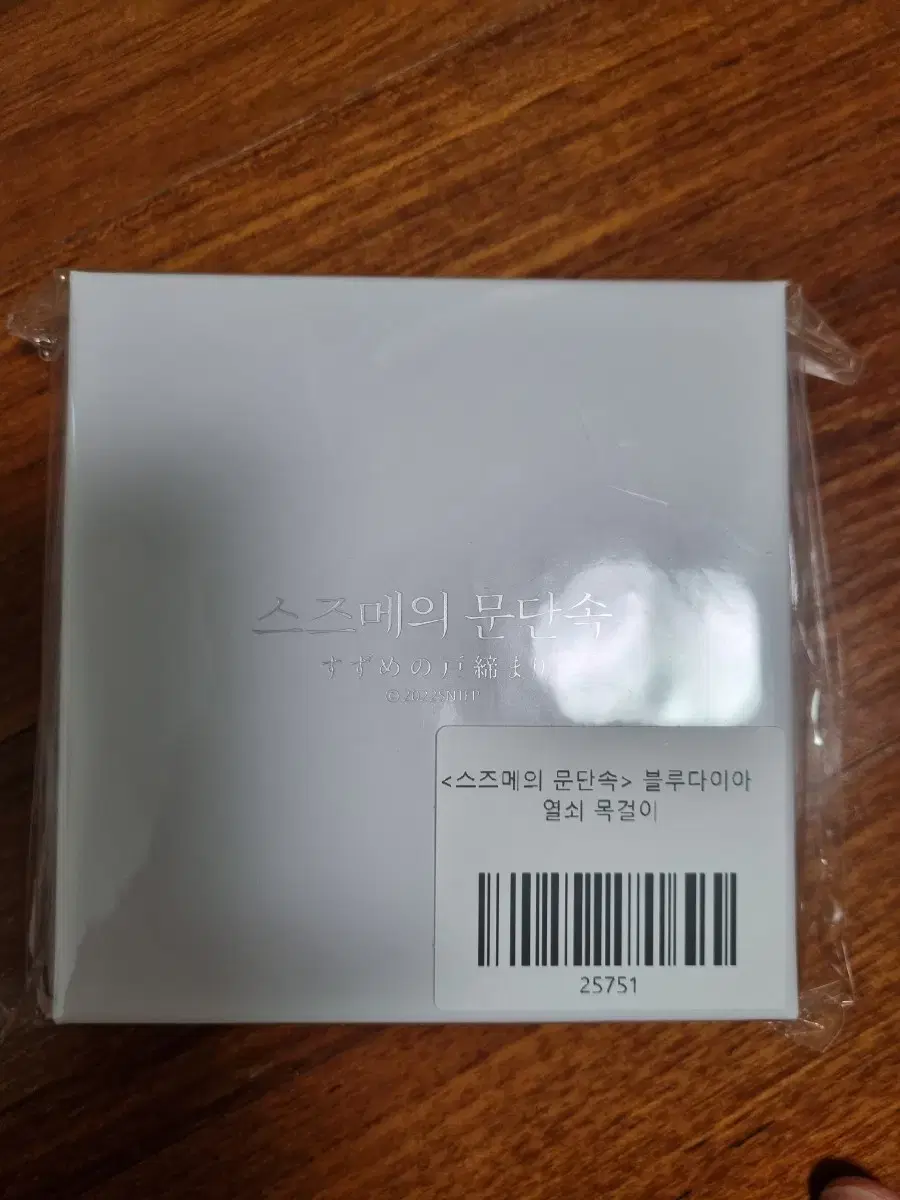 스즈메의 문단속
すずめの戸締まり
<스즈메의 문단속> 블루다이아
열쇠 목걸이
25751